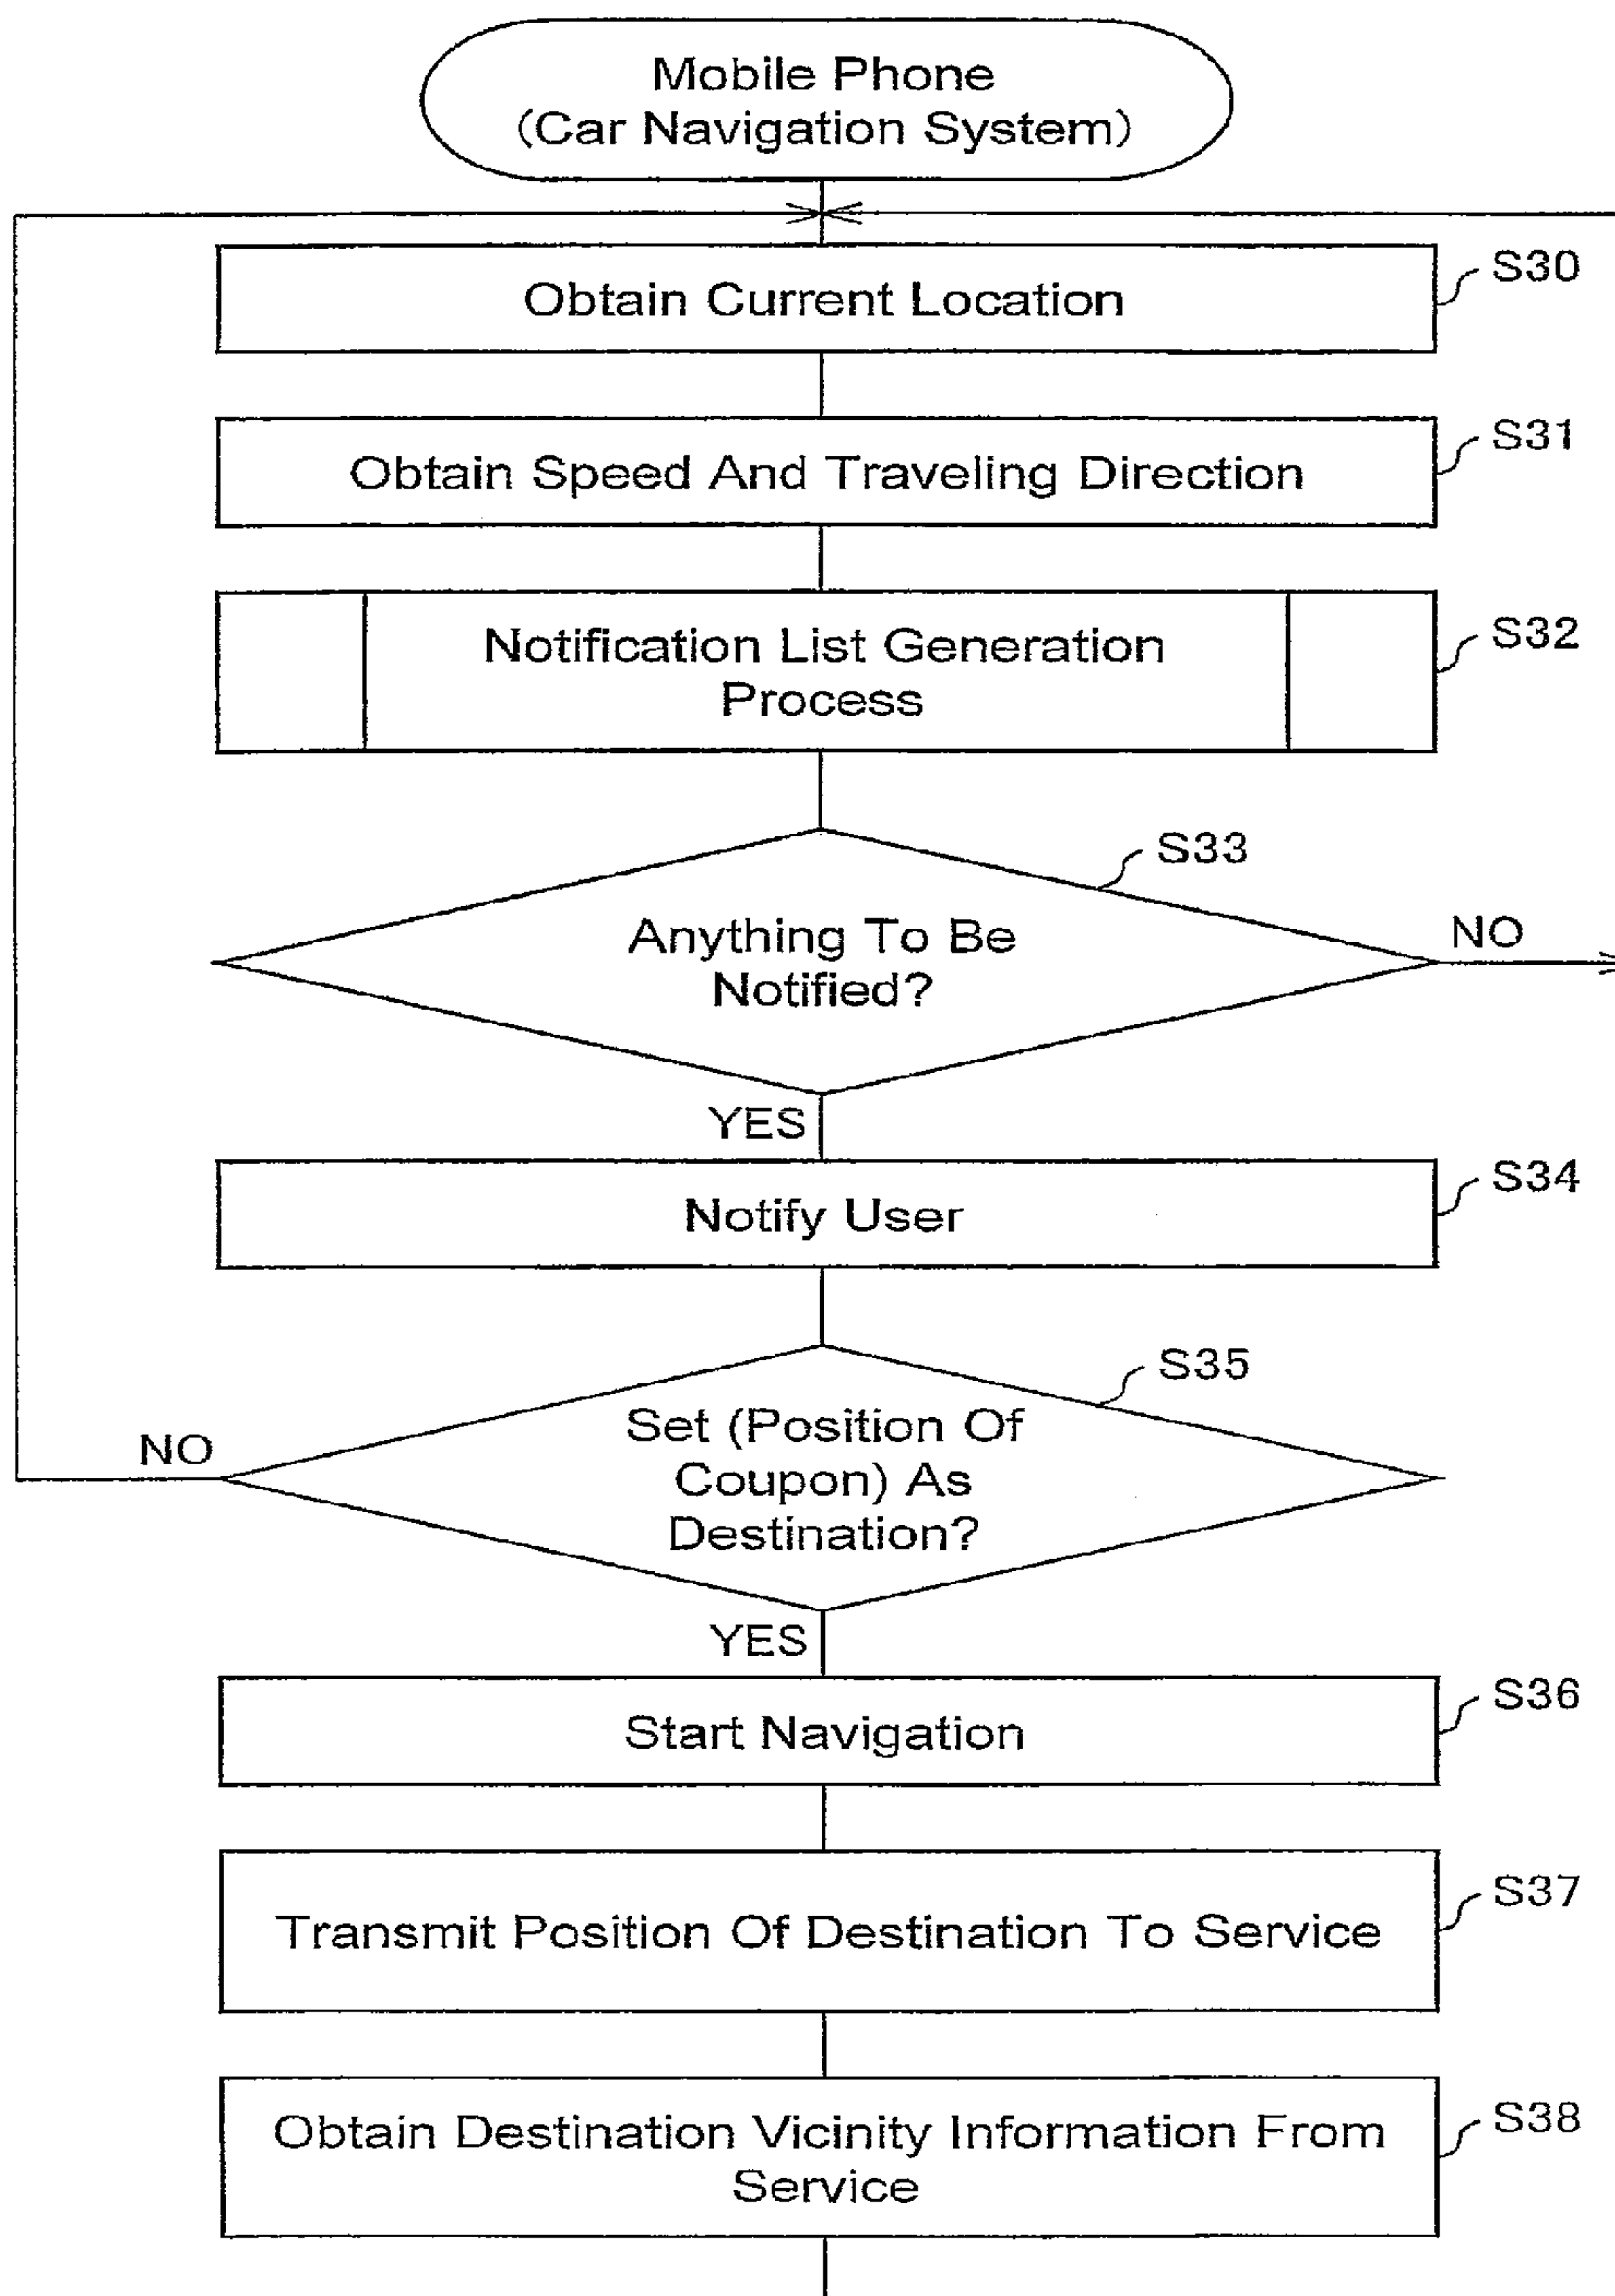 Mobile Phone
(Car Navigation System)
Obtain Current Location
S30
Obtain Speed And Traveling Direction
S31
Notification List Generation
Process
S32
S33
Anything To Be
Notified?
NO
YES
Notify User
S34
S35
Set (Position Of
Coupon) As
Destination?
NO
YES
Start Navigation
S36
Transmit Position Of Destination To Service
S37
Obtain Destination Vicinity Information From
Service
S38